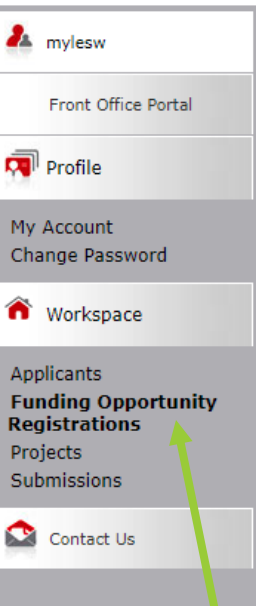 mylesw
Front Office Portal
Profile
My Account
Change Password
Workspace
Applicants
Funding Opportunity
Registrations
Projects
Submissions
Contact Us